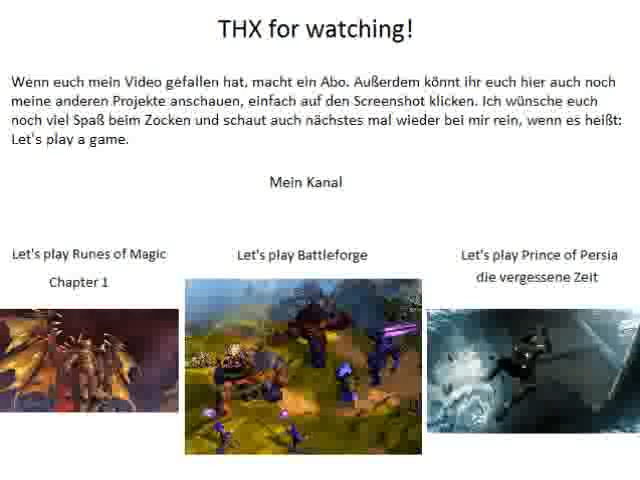 THX for watching!
Wenn euch mein Video gefallen hat, macht ein Abo. Außerdem könnt ihr euch hier auch noch
meine anderen Projekte anschauen, einfach auf den Screenshot klicken. Ich wünsche euch
noch viel Spaß beim Zocken und schaut auch nächstes mal wieder bei mir rein, wenn es heißt:
Let's play a game.
Mein Kanal
Let's play Runes of Magic
Chapter 1
Let's play Battleforge
Let's play Prince of Persia
die vergessene Zeit